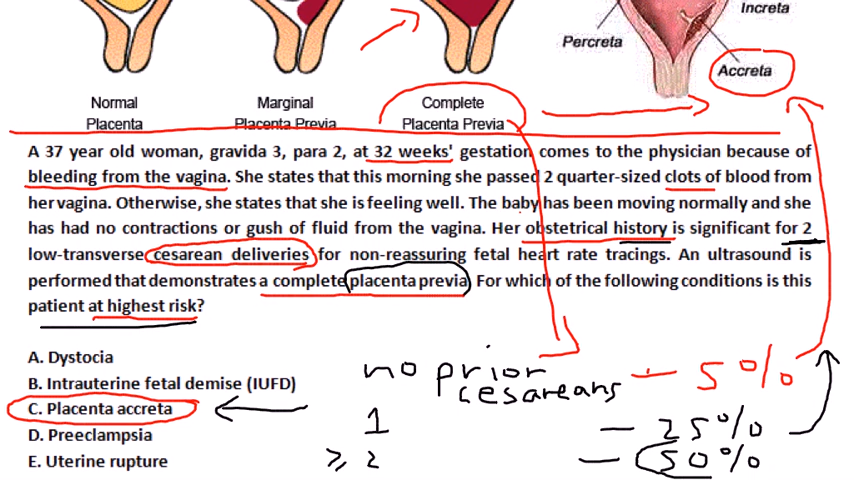 Increta
Percreta
Accreta
Normal
Placenta
Marginal
Placenta Previa
Complete
Placenta Previa
A 37 year old woman, gravida 3, para 2, at 32 weeks' gestation comes to the physician because of
bleeding from the vagina. She states that this morning she passed 2 quarter-sized clots of blood from
her vagina. Otherwise, she states that she is feeling well. The baby has been moving normally and she
has had no contractions or gush of fluid from the vagina. Her obstetrical history is significant for 2
low-transverse cesarean deliveries for non-reassuring fetal heart rate tracings. An ultrasound is
performed that demonstrates a complete placenta previa. For which of the following conditions is this
patient at highest risk?
A. Dystocia
B. Intrauterine fetal demise (IUFD)
C. Placenta accreta
D. Preeclampsia
E. Uterine rupture
no prior
cesareans — 5%
1 — 25%
≥ 2 — 50%